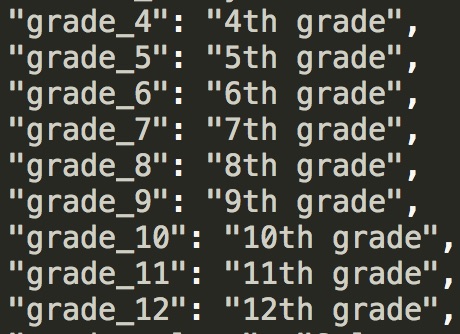 "grade_4": "4th grade",
"grade_5": "5th grade",
"grade_6": "6th grade",
"grade_7": "7th grade",
"grade_8": "8th grade",
"grade_9": "9th grade",
"grade_10": "10th grade",
"grade_11": "11th grade",
"grade_12": "12th grade",